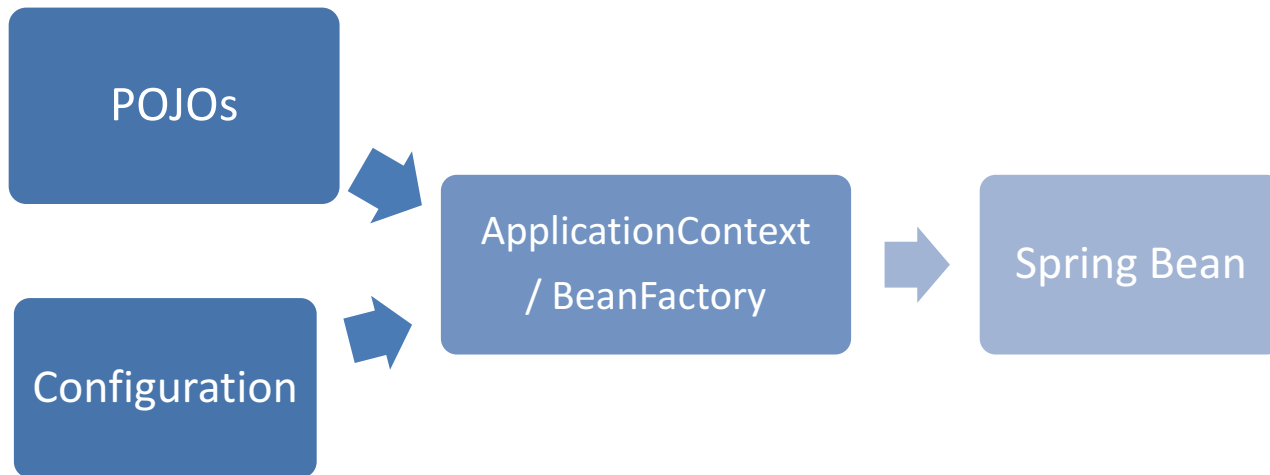 POJOs
Configuration
ApplicationContext
/ BeanFactory
Spring Bean